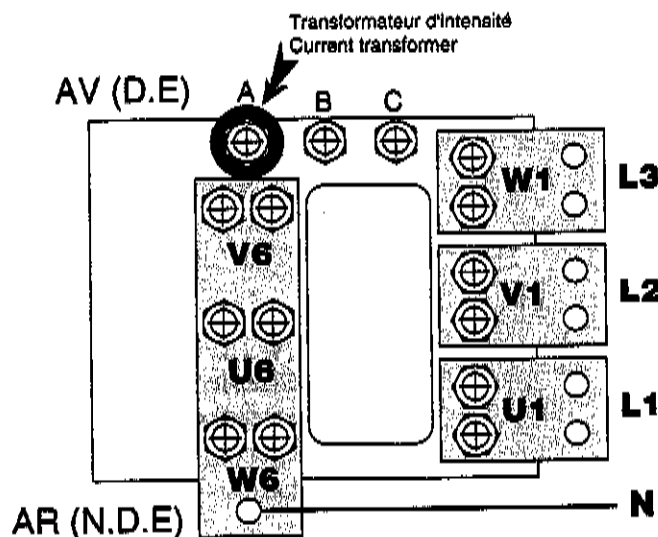 Transformateur d'intensité
Current transformer
AV (D.E)
A
B
C
W1
L3
V6
V1
L2
U6
U1
L1
W6
N
AR (N.D.E)